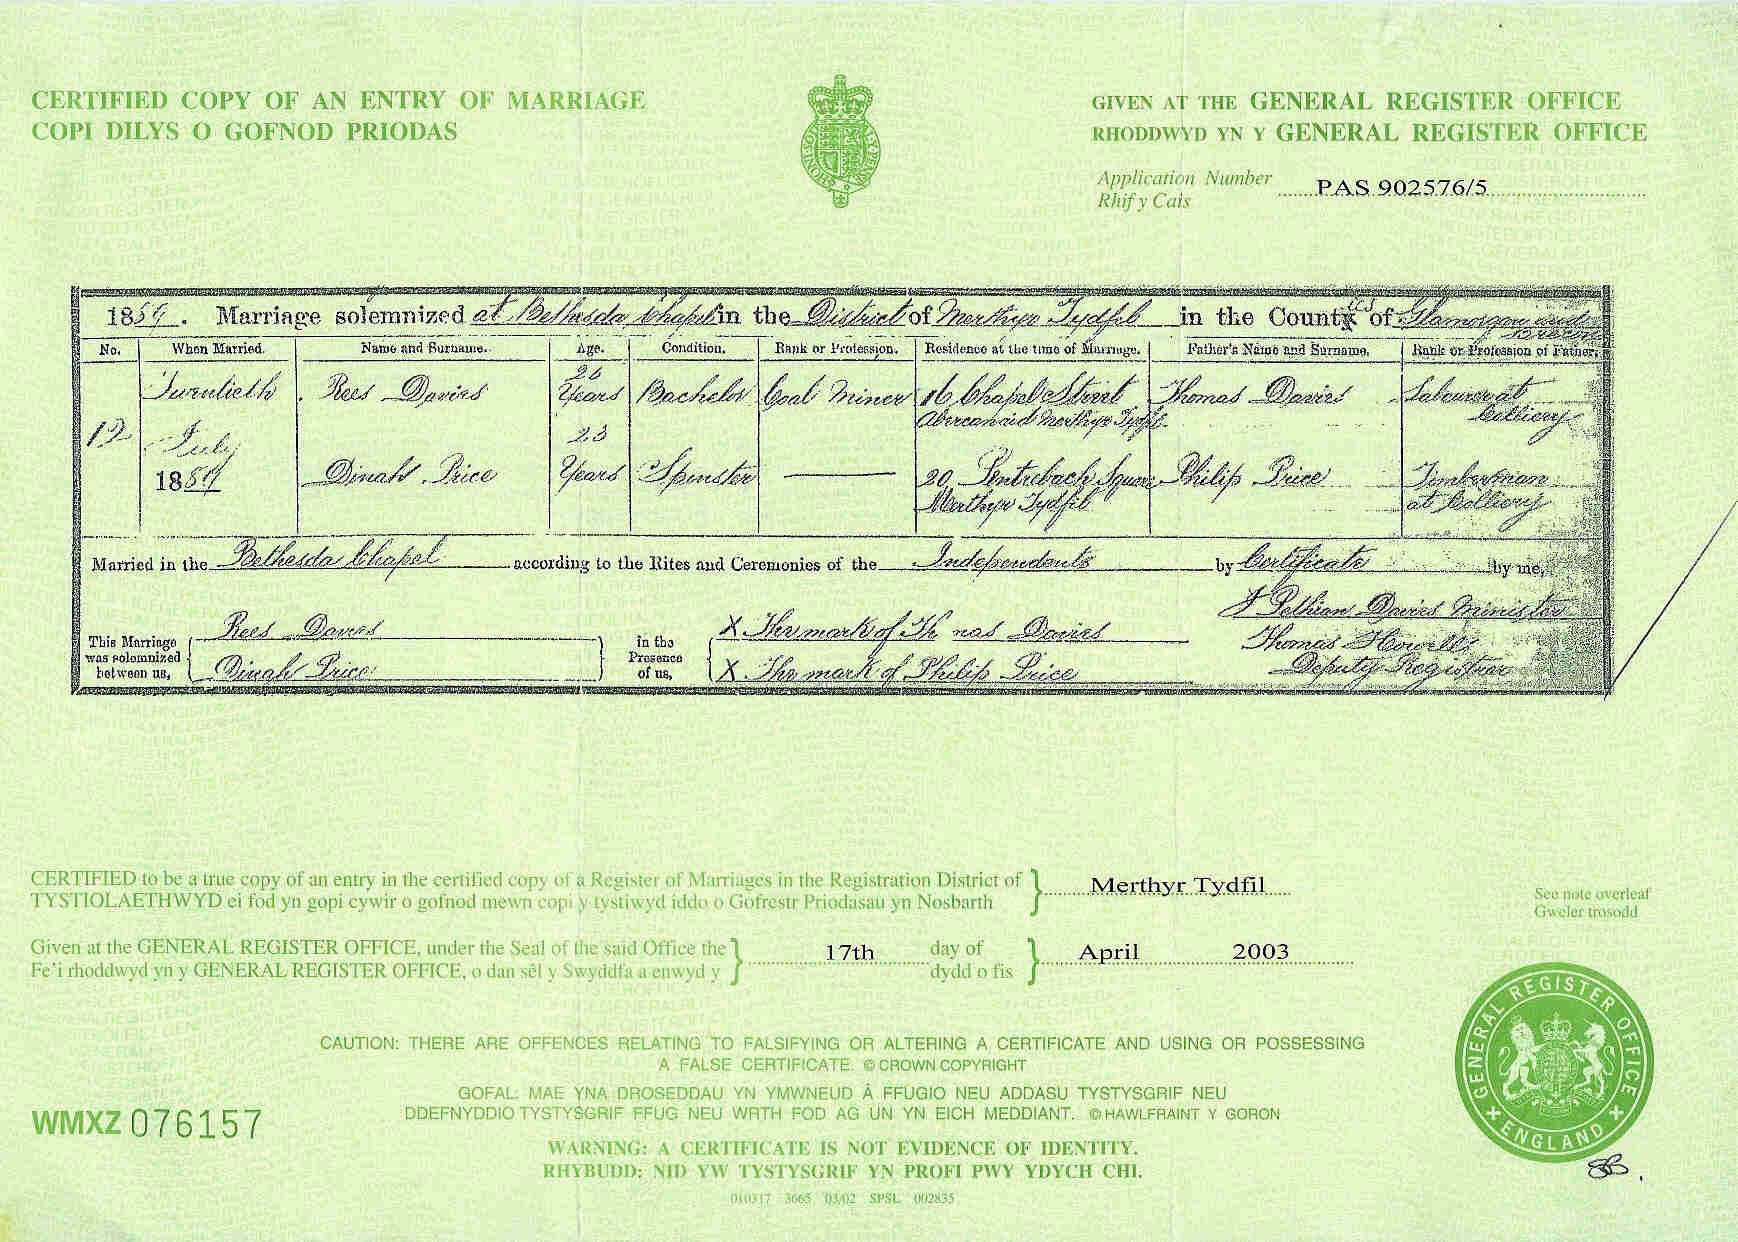 CERTIFIED COPY OF AN ENTRY OF MARRIAGE
COPI DILYS O GOFNOD PRIODAS
GIVEN AT THE GENERAL REGISTER OFFICE
RHODDWYD YN Y GENERAL REGISTER OFFICE
Application Number PAS 902576/5
Rhif y Cais
1889. Marriage solemnized at Bethesda Chapel in the District of Merthyr Tydfil in the Counties of Glamorgan and Brecon
No. When Married. Name and Surname. Age. Condition. Rank or Profession. Residence at the time of Marriage. Father's Name and Surname. Rank or Profession of Father.
12 Twentieth July 1889
Rees Davies 26 Years Bachelor Coal Miner 16 Chapel Street Abercanaid Merthyr Tydfil Thomas Davies Labourer at Colliery
Dinah Price 23 Years Spinster 20 Pentrebach Square Merthyr Tydfil Philip Price Timberman at Colliery
Married in the Bethesda Chapel according to the Rites and Ceremonies of the Independents by Certificate by me,
J Pethian Davies Minister
Thomas Howells
Deputy Registrar
This Marriage was solemnized between us, Rees Davies
Dinah Price
in the Presence of us, X The mark of Th nas Davies
X The mark of Philip Price
CERTIFIED to be a true copy of an entry in the certified copy of a Register of Marriages in the Registration District of Merthyr Tydfil
TYSTIOLAETHWYD ei fod yn gopi cywir o gofnod mewn copi y tystiwyd iddo o Gofrestr Priodasau yn Nosbarth
See note overleaf
Gweler trosodd
Given at the GENERAL REGISTER OFFICE, under the Seal of the said Office the 17th day of April 2003
Fe'i rhoddwyd yn y GENERAL REGISTER OFFICE, o dan sêl y Swyddfa a enwyd y dydd o fis
CAUTION: THERE ARE OFFENCES RELATING TO FALSIFYING OR ALTERING A CERTIFICATE AND USING OR POSSESSING
A FALSE CERTIFICATE. © CROWN COPYRIGHT
GOFAL: MAE YNA DROSEDDAU YN YMWNEUD Â FFUGIO NEU ADDASU TYSTYSGRIF NEU
DDEFNYDDIO TYSTYSGRIF FFUG NEU WRTH FOD AG UN YN EICH MEDDIANT. © HAWLFRAINT Y GORON
WARNING: A CERTIFICATE IS NOT EVIDENCE OF IDENTITY.
RHYBUDD: NID YW TYSTYSGRIF YN PROFI PWY YDYCH CHI.
WMXZ 076157
010317 3665 03/02 SPSL 002835
GENERAL REGISTER OFFICE
ENGLAND